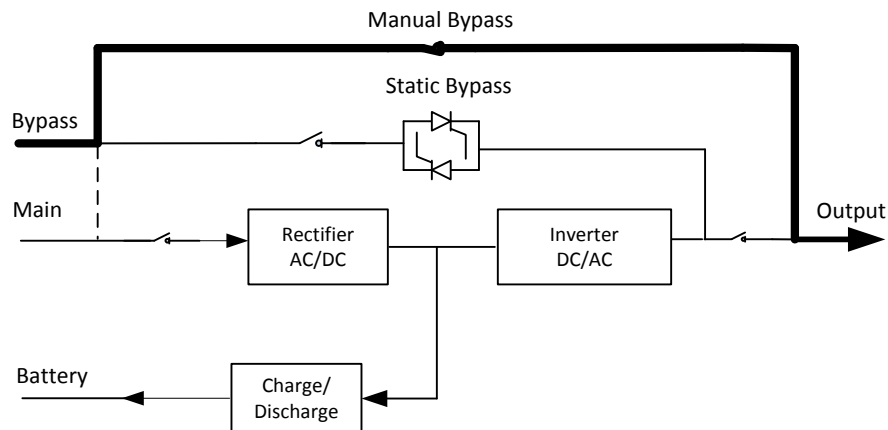 Manual Bypass
Static Bypass
Bypass
Main
Rectifier
AC/DC
Inverter
DC/AC
Output
Battery
Charge/
Discharge